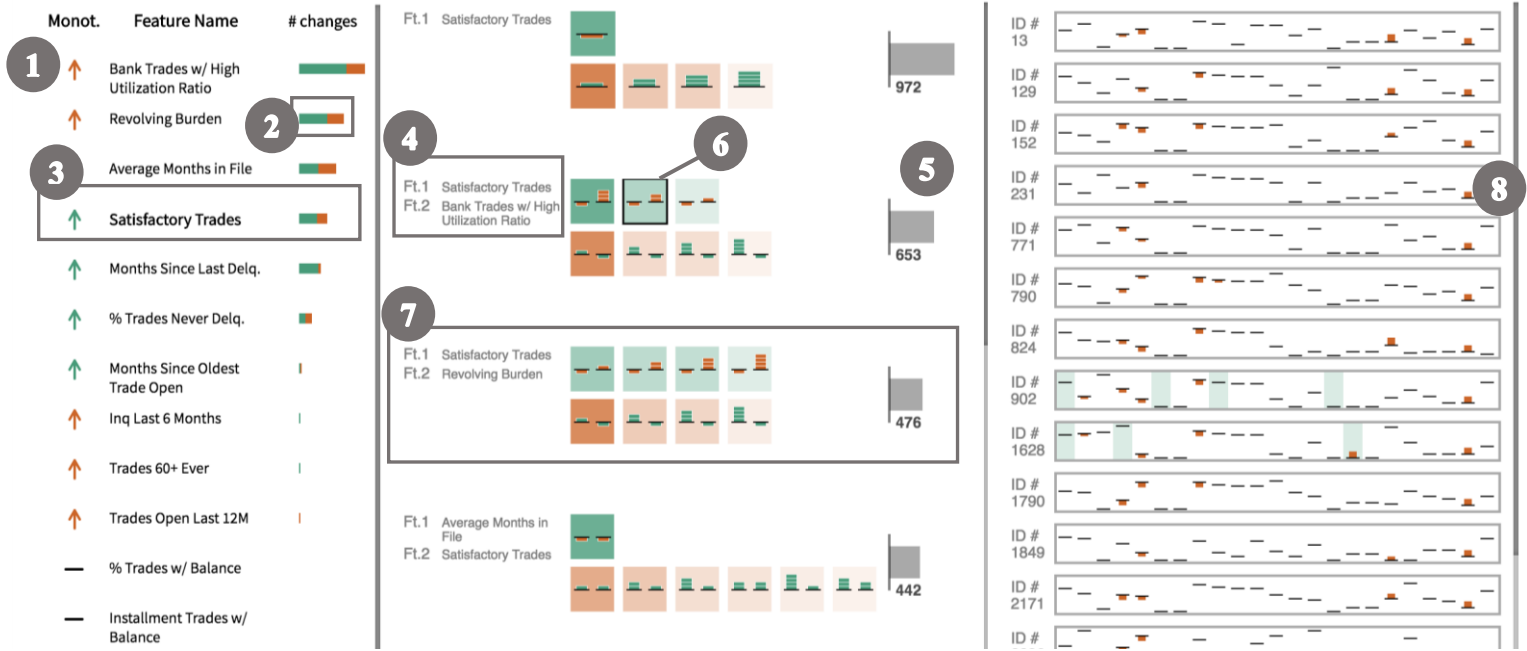 Monot. Feature Name # changes
1
Bank Trades w/ High
Utilization Ratio
2
Revolving Burden
Average Months in File
3
Satisfactory Trades
Months Since Last Delq.
% Trades Never Delq.
Months Since Oldest
Trade Open
Inq Last 6 Months
Trades 60+ Ever
Trades Open Last 12M
% Trades w/ Balance
Installment Trades w/
Balance
Ft.1 Satisfactory Trades
972
4
5
6
Ft.1 Satisfactory Trades
Ft.2 Bank Trades w/ High
Utilization Ratio
653
7
Ft.1 Satisfactory Trades
Ft.2 Revolving Burden
476
Ft.1 Average Months in
File
Ft.2 Satisfactory Trades
442
ID #
13
ID #
129
ID #
152
8
ID #
231
ID #
771
ID #
790
ID #
824
ID #
902
ID #
1628
ID #
1790
ID #
1849
ID #
2171
ID #